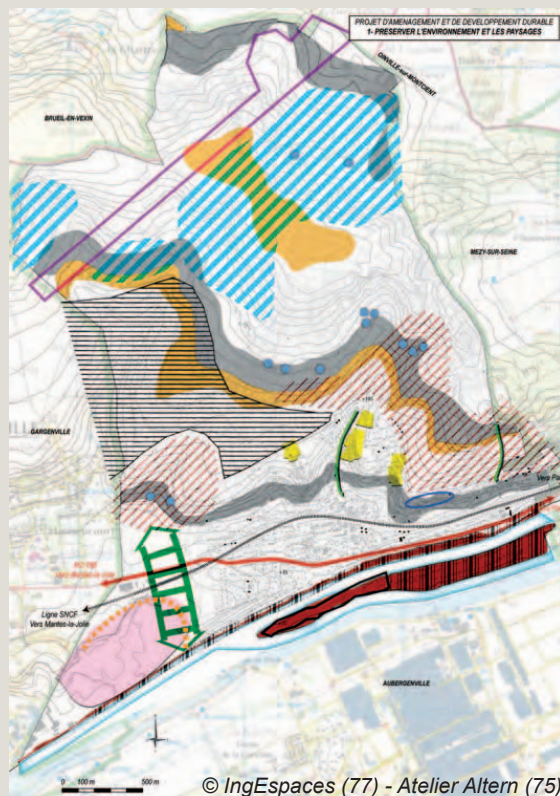 PROJET D'AMENAGEMENT ET DE DEVELOPPEMENT DURABLE
1- PRESERVER L'ENVIRONNEMENT ET LES PAYSAGES
OINVILLE-sur-MONTCIENT
BRUEIL-EN-VEXIN
MEZY-SUR-SEINE
GARGENVILLE
Vers Pa
Ligne SNCF
Vers Mantes-la-Jolie
AUBERGENVILLE
0 100 m 500 m
© IngEspaces (77) - Atelier Altern (75)